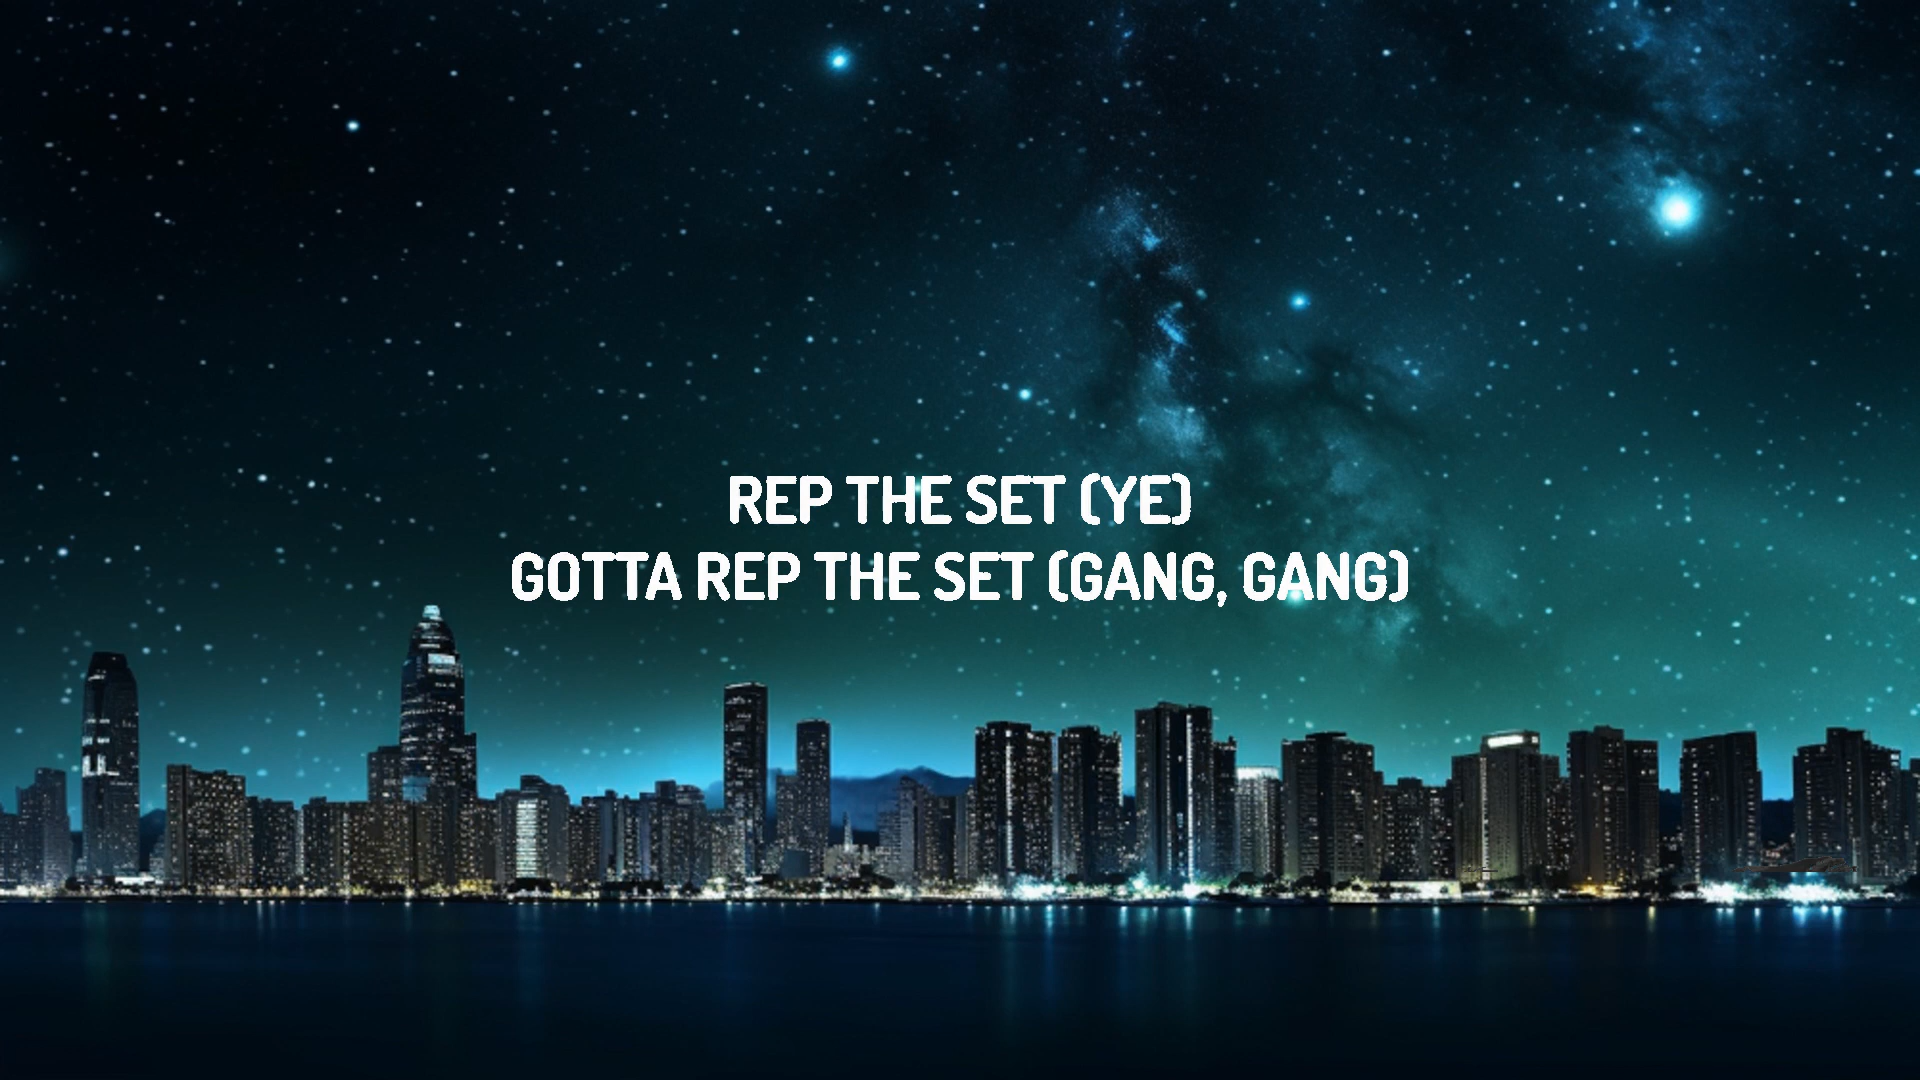 REP THE SET (YE)
GOTTA REP THE SET (GANG, GANG)